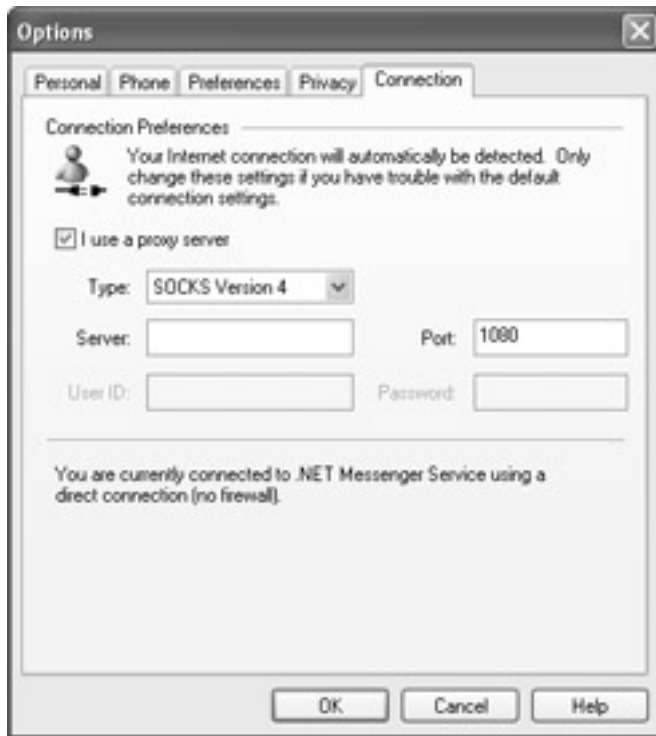 Options
Personal Phone Preferences Privacy Connection
Connection Preferences
Your Internet connection will automatically be detected. Only
change these settings if you have trouble with the default
connection settings.
I use a proxy server
Type: SOCKS Version 4
Server: Port: 1080
User ID: Password:
You are currently connected to .NET Messenger Service using a
direct connection (no firewall).
OK Cancel Help